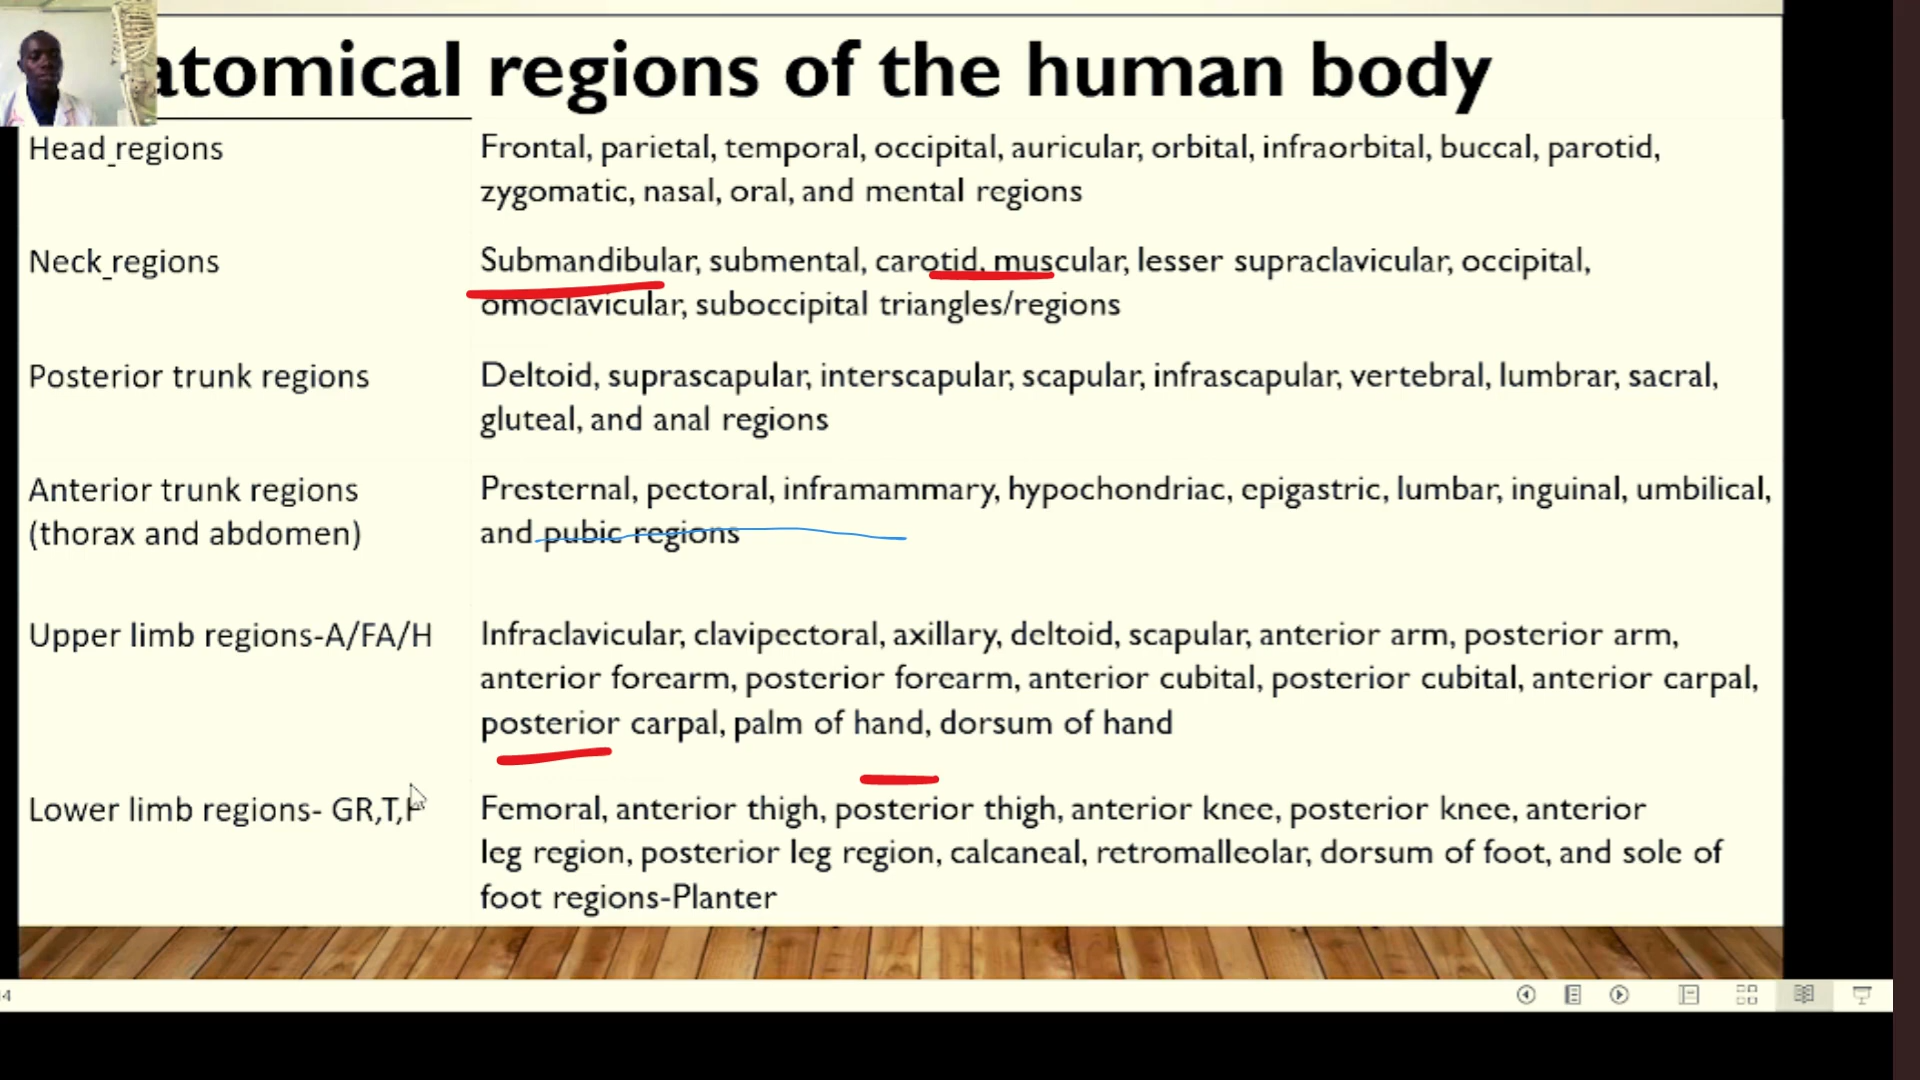 atomical regions of the human body
Head regions
Frontal, parietal, temporal, occipital, auricular, orbital, infraorbital, buccal, parotid,
zygomatic, nasal, oral, and mental regions
Neck regions
Submandibular, submental, carotid, muscular, lesser supraclavicular, occipital,
omoclavicular, suboccipital triangles/regions
Posterior trunk regions
Deltoid, suprascapular, interscapular, scapular, infrascapular, vertebral, lumbrar, sacral,
gluteal, and anal regions
Anterior trunk regions
(thorax and abdomen)
Presternal, pectoral, inframammary, hypochondriac, epigastric, lumbar, inguinal, umbilical,
and pubic regions
Upper limb regions-A/FA/H
Infraclavicular, clavipectoral, axillary, deltoid, scapular, anterior arm, posterior arm,
anterior forearm, posterior forearm, anterior cubital, posterior cubital, anterior carpal,
posterior carpal, palm of hand, dorsum of hand
Lower limb regions- GR,T,
Femoral, anterior thigh, posterior thigh, anterior knee, posterior knee, anterior
leg region, posterior leg region, calcaneal, retromalleolar, dorsum of foot, and sole of
foot regions-Planter